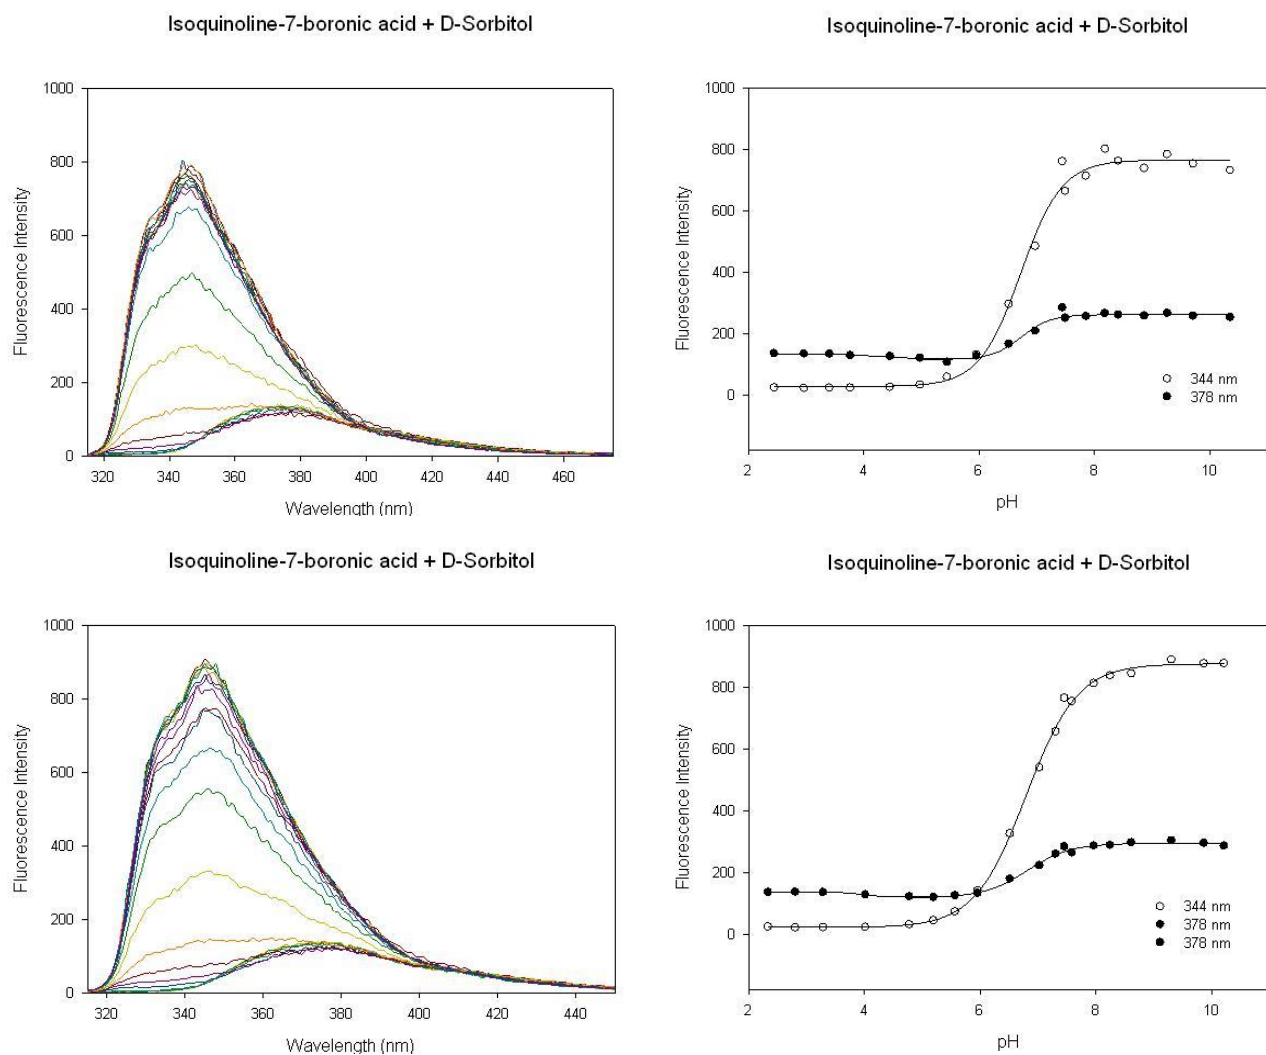 Isoquinoline-7-boronic acid + D-Sorbitol
1000
800
600
400
200
0
Fluorescence Intensity
320 340 360 380 400 420 440 460
Wavelength (nm)
Isoquinoline-7-boronic acid + D-Sorbitol
1000
800
600
400
200
0
Fluorescence Intensity
344 nm
378 nm
2 4 6 8 10
pH
Isoquinoline-7-boronic acid + D-Sorbitol
1000
800
600
400
200
0
Fluorescence Intensity
320 340 360 380 400 420 440
Wavelength (nm)
Isoquinoline-7-boronic acid + D-Sorbitol
1000
800
600
400
200
0
Fluorescence Intensity
344 nm
378 nm
378 nm
2 4 6 8 10
pH